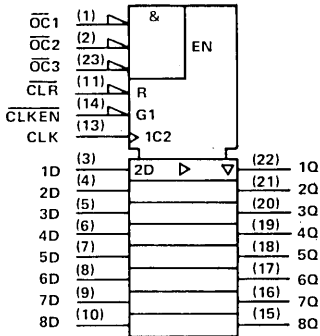 OC1 (1) &
OC2 (2) EN
OC3 (23)
CLR (11) R
CLKEN (14) G1
CLK (13) 1C2
1D (3) 2D (22) 1Q
2D (4) (21) 2Q
3D (5) (20) 3Q
4D (6) (19) 4Q
5D (7) (18) 5Q
6D (8) (17) 6Q
7D (9) (16) 7Q
8D (10) (15) 8Q